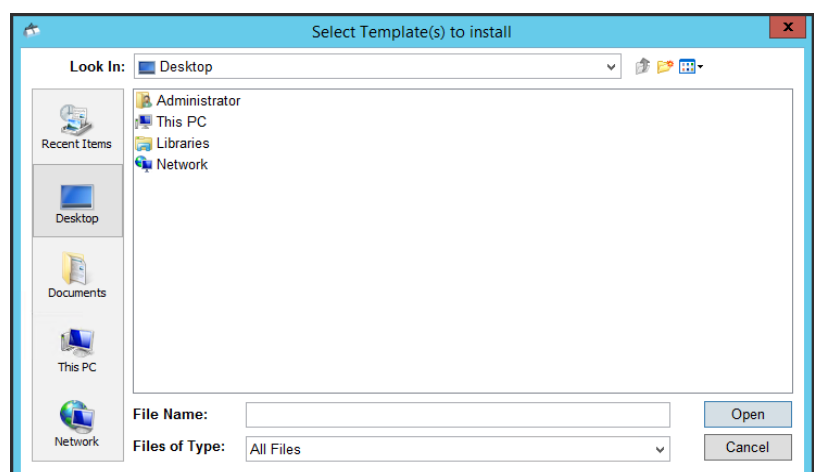 Select Template(s) to install
x
Look In: Desktop
Recent Items
Desktop
Documents
This PC
Network
Administrator
This PC
Libraries
Network
File Name:
Open
Files of Type: All Files
Cancel